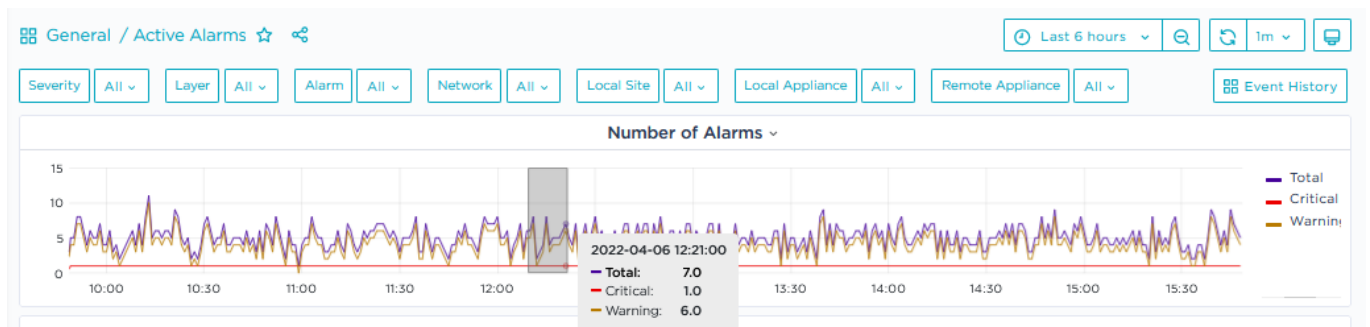 General / Active Alarms
Last 6 hours
1m
Severity All Layer All Alarm All Network All Local Site All Local Appliance All Remote Appliance All Event History
Number of Alarms
15
10
5
0
10:00 10:30 11:00 11:30 12:00 13:30 14:00 14:30 15:00 15:30
Total
Critical
Warning
2022-04-06 12:21:00
Total: 7.0
Critical: 1.0
Warning: 6.0